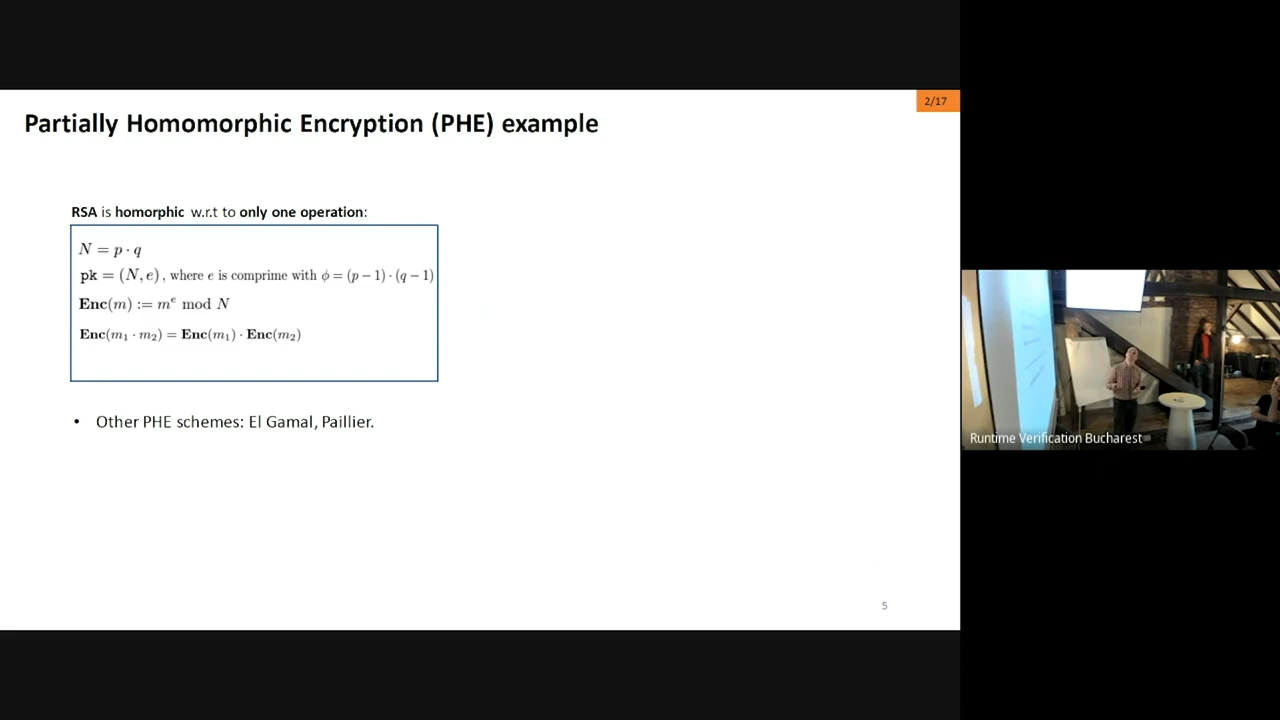 2/17
Partially Homomorphic Encryption (PHE) example
RSA is homorphic w.r.t to only one operation:
N = p · q
pk = (N, e), where e is comprime with ϕ = (p − 1) · (q − 1)
Enc(m) := m^e mod N
Enc(m₁ · m₂) = Enc(m₁) · Enc(m₂)
• Other PHE schemes: El Gamal, Paillier.
5
Runtime Verification Bucharest